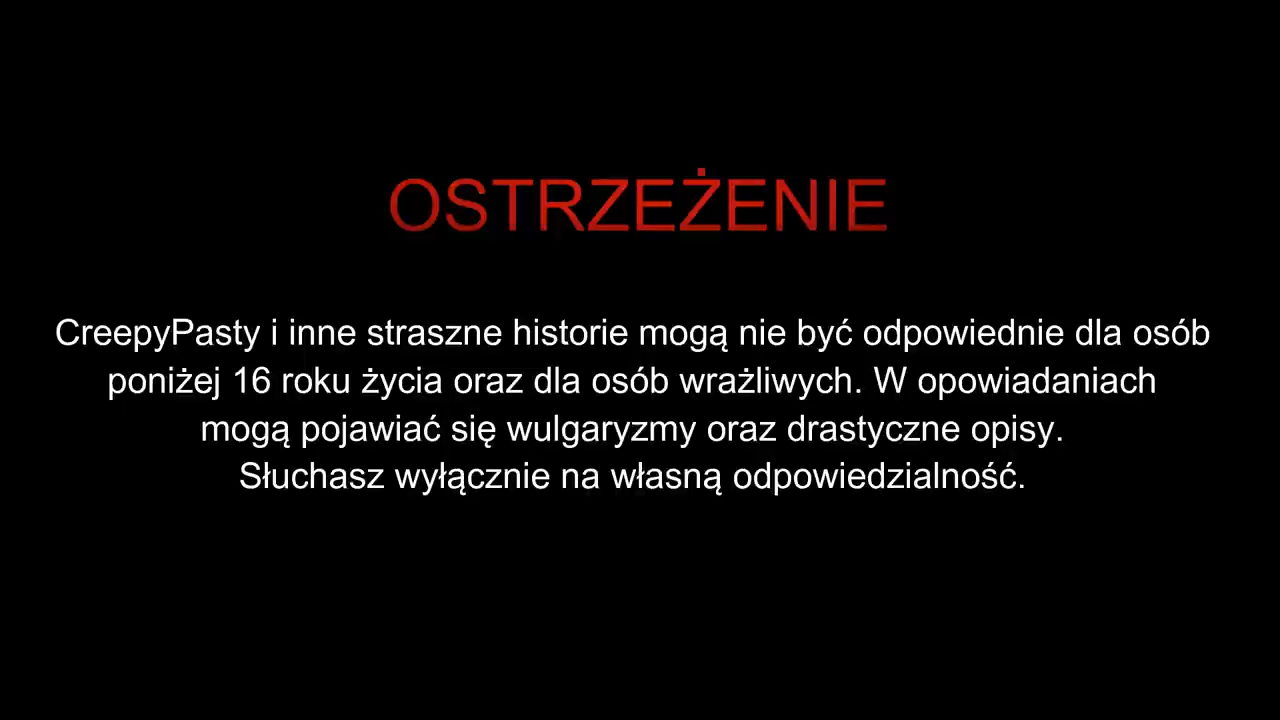 OSTRZEŻENIE
CreepyPasty i inne straszne historie mogą nie być odpowiednie dla osób
poniżej 16 roku życia oraz dla osób wrażliwych. W opowiadaniach
mogą pojawiać się wulgaryzmy oraz drastyczne opisy.
Słuchasz wyłącznie na własną odpowiedzialność.